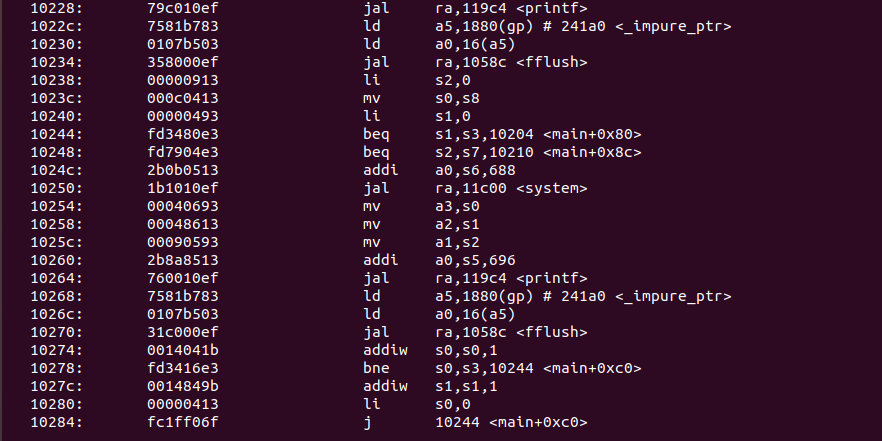 10228: 79c010ef jal ra,119c4 <printf>
1022c: 7581b783 ld a5,1880(gp) # 241a0 <_impure_ptr>
10230: 0107b503 ld a0,16(a5)
10234: 358000ef jal ra,1058c <fflush>
10238: 00000913 li s2,0
1023c: 000c0413 mv s0,s8
10240: 00000493 li s1,0
10244: fd3480e3 beq s1,s3,10204 <main+0x80>
10248: fd7904e3 beq s2,s7,10210 <main+0x8c>
1024c: 2b0b0513 addi a0,s6,688
10250: 1b1010ef jal ra,11c00 <system>
10254: 00040693 mv a3,s0
10258: 00048613 mv a2,s1
1025c: 00090593 mv a1,s2
10260: 2b8a8513 addi a0,s5,696
10264: 760010ef jal ra,119c4 <printf>
10268: 7581b783 ld a5,1880(gp) # 241a0 <_impure_ptr>
1026c: 0107b503 ld a0,16(a5)
10270: 31c000ef jal ra,1058c <fflush>
10274: 0014041b addiw s0,s0,1
10278: fd3416e3 bne s0,s3,10244 <main+0xc0>
1027c: 0014849b addiw s1,s1,1
10280: 00000413 li s0,0
10284: fc1ff06f j 10244 <main+0xc0>